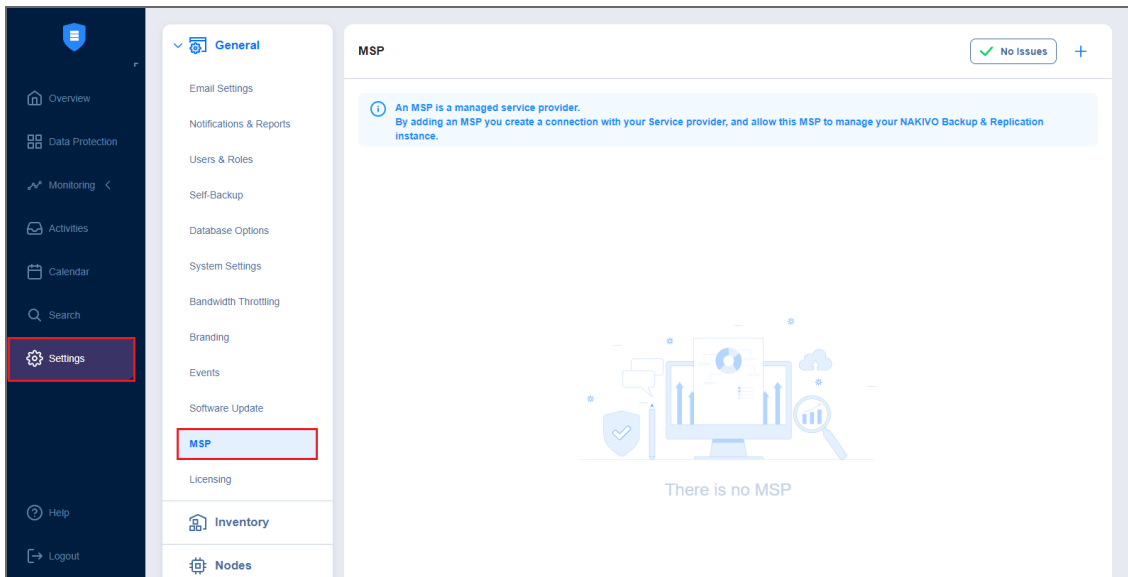 Overview
Data Protection
Monitoring
Activities
Calendar
Search
Settings
Help
Logout
General
Email Settings
Notifications & Reports
Users & Roles
Self-Backup
Database Options
System Settings
Bandwidth Throttling
Branding
Events
Software Update
MSP
Licensing
Inventory
Nodes
MSP
No Issues
An MSP is a managed service provider.
By adding an MSP you create a connection with your Service provider, and allow this MSP to manage your NAKIVO Backup & Replication
instance.
There is no MSP